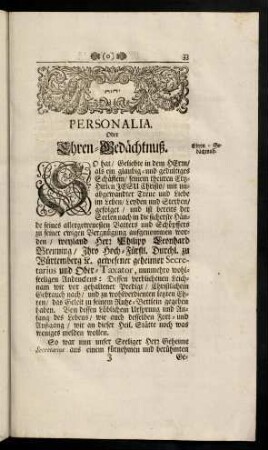 (o) 33
PERSONALIA.
Oder
Ehren-Gedächtnuß.
Ehren-Ge-
dächtnuß.
SO hat/ Geliebte in dem HErrn/
als ein glaubig- und gedultiges
Schäflein/ seinem theuren Ertz-
Hirten JESU Christo/ mit un-
abgewandter Treue und Liebe
im Leben/ Leyden und Sterben/
gefolget/ und ist bereits der
Seelen nach in die sicherste Hän-
de seines allergetreuesten Vatters und Schöpffers
zu seiner ewigen Vergnügung auffgenommen wor-
den/ weyland Herr Philipp Leonhard
Breuning/ Ihro Hoch-Fürstl. Durchl. zu
Würtemberg &c. gewesener geheimer Secre-
tarius und Ober-Taxator, nunmehro wohl-
seeligen Andenckens: Dessen verblichenen Leich-
nam wir vor gehaltener Predigt/ Christlichem
Gebrauch nach/ und zu wohlverdienten letzten Eh-
ren/ das Geleit zu seinem Ruhe-Bettlein gegeben
haben. Von dessen Löblichem Ursprung und An-
fang des Lebens/ wie auch desselben Fort- und
Außgang/ wir an dieser Heil. Stätte noch was
weniges melden wollen.
So war nun unser Seeliger Herr Geheime
Secretarius aus einem fürnehmen und berühmten
J Ge-